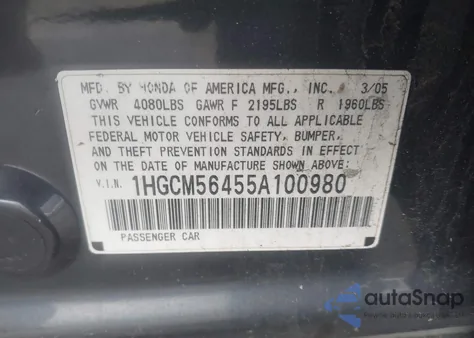 MFD. BY HONDA OF AMERICA MFG., INC. 3/05
GVWR 4080LBS GAWR F 2195LBS R 1960LBS
THIS VEHICLE CONFORMS TO ALL APPLICABLE
FEDERAL MOTOR VEHICLE SAFETY, BUMPER,
AND THEFT PREVENTION STANDARDS IN EFFECT
ON THE DATE OF MANUFACTURE SHOWN ABOVE.
V.I.N. 1HGCM56455A100980
PASSENGER CAR
autoSnap